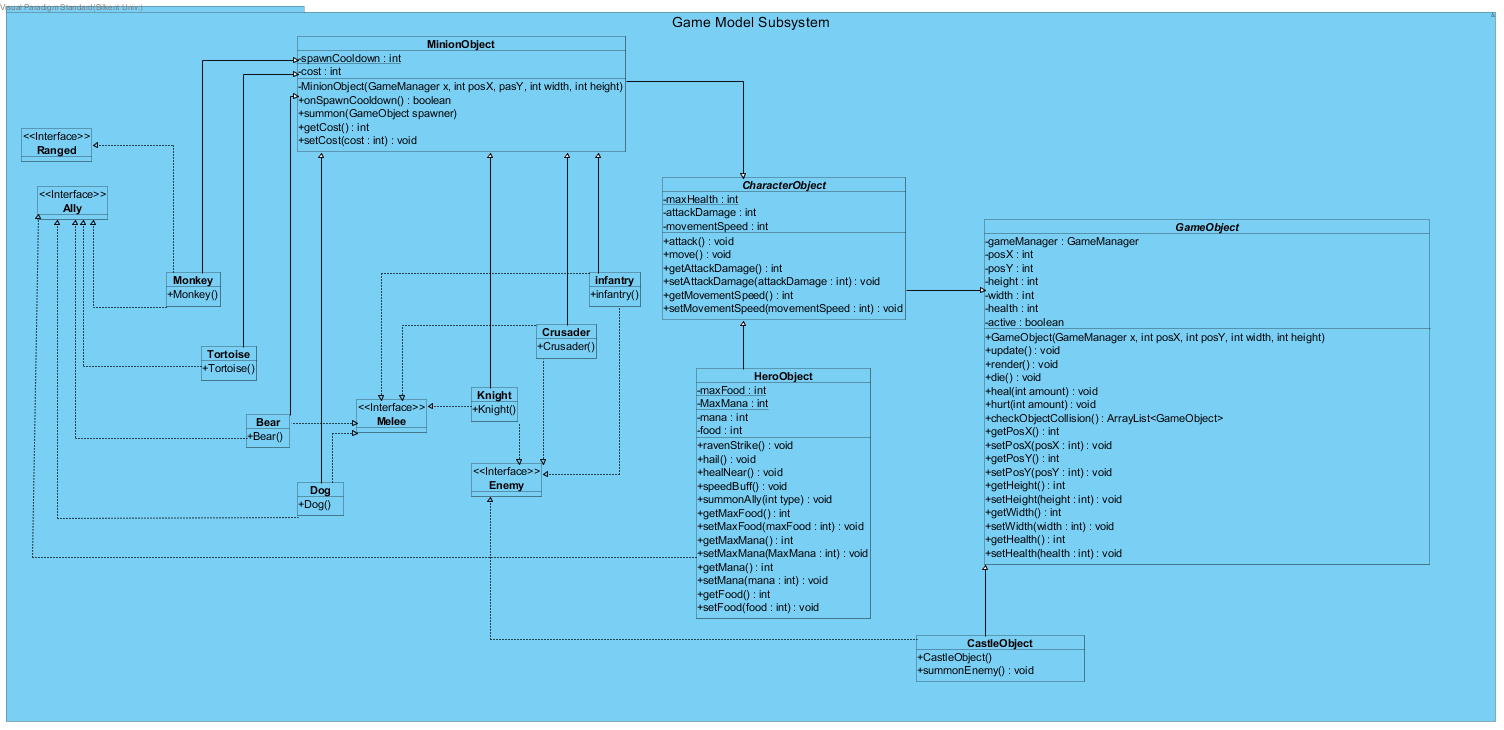 Visual Paradigm Standard(Bilkent Univ.)
Game Model Subsystem
MinionObject
-spawnCooldown : int
-cost : int
-MinionObject(GameManager x, int posX, pasY, int width, int height)
+onSpawnCooldown() : boolean
+summon(GameObject spawner)
+getCost() : int
+setCost(cost : int) : void
<<Interface>>
Ranged
<<Interface>>
Ally
CharacterObject
-maxHealth : int
-attackDamage : int
-movementSpeed : int
+attack() : void
+move() : void
+getAttackDamage() : int
+setAttackDamage(attackDamage : int) : void
+getMovementSpeed() : int
+setMovementSpeed(movementSpeed : int) : void
GameObject
-gameManager : GameManager
-posX : int
-posY : int
-height : int
-width : int
-health : int
-active : boolean
+GameObject(GameManager x, int posX, int posY, int width, int height)
+update() : void
+render() : void
+die() : void
+heal(int amount) : void
+hurt(int amount) : void
+checkObjectCollision() : ArrayList<GameObject>
+getPosX() : int
+setPosX(posX : int) : void
+getPosY() : int
+setPosY(posY : int) : void
+getHeight() : int
+setHeight(height : int) : void
+getWidth() : int
+setWidth(width : int) : void
+getHealth() : int
+setHealth(health : int) : void
Monkey
+Monkey()
infantry
+infantry()
Crusader
+Crusader()
Tortoise
+Tortoise()
Knight
+Knight()
<<Interface>>
Melee
Bear
+Bear()
<<Interface>>
Enemy
Dog
+Dog()
HeroObject
-maxFood : int
-MaxMana : int
-mana : int
-food : int
+ravenStrike() : void
+hail() : void
+healNear() : void
+speedBuff() : void
+summonAlly(int type) : void
+getMaxFood() : int
+setMaxFood(maxFood : int) : void
+getMaxMana() : int
+setMaxMana(MaxMana : int) : void
+getMana() : int
+setMana(mana : int) : void
+getFood() : int
+setFood(food : int) : void
CastleObject
+CastleObject()
+summonEnemy() : void